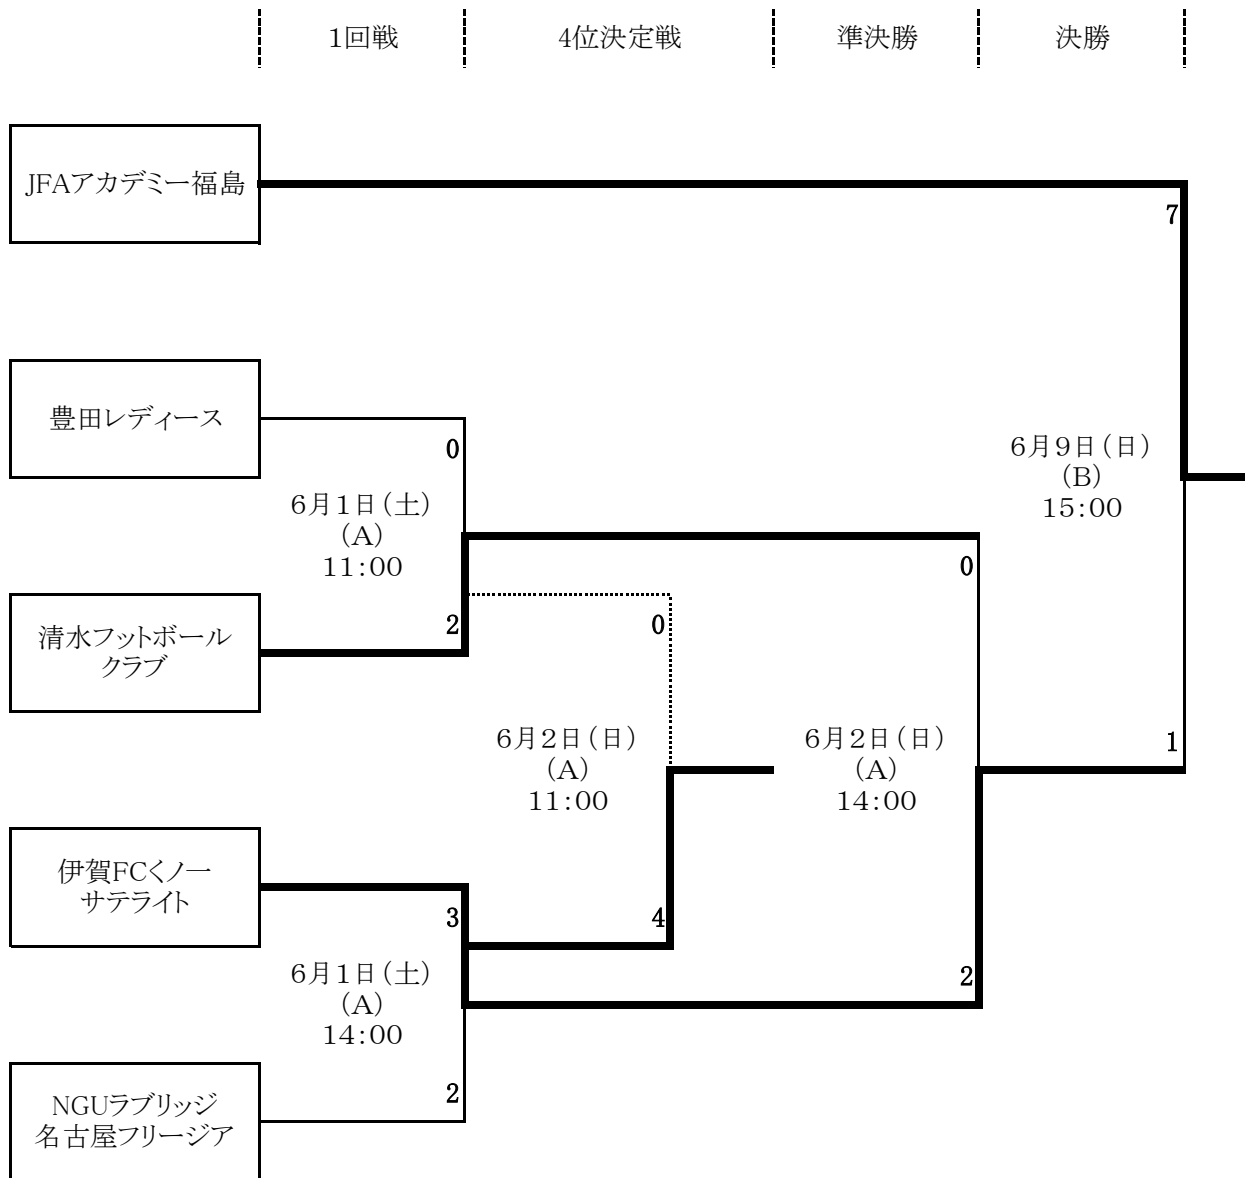 １回戦
4位決定戦
準決勝
決勝
JFAアカデミー福島
7
豊田レディース
0
６月１日（土）
（A）
11：00
６月９日（日）
（B）
15：00
0
清水フットボール
クラブ
2
0
６月２日（日）
（A）
11：00
６月２日（日）
（A）
14：00
1
伊賀FCくノ一
サテライト
3
4
６月１日（土）
（A）
14：00
2
NGUラブリッジ
名古屋フリージア
2